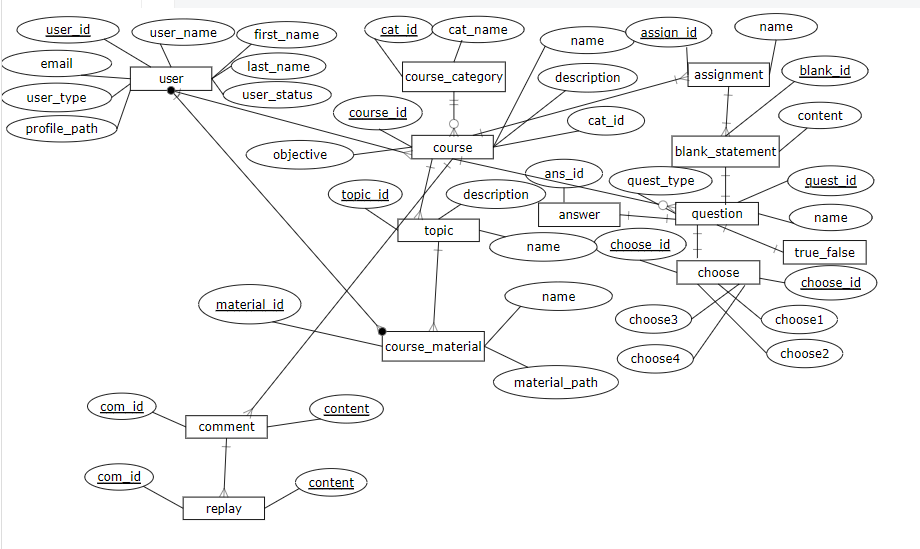 user_id
user_name
first_name
email
user
last_name
user_type
user_status
profile_path
cat_id
cat_name
course_category
name
assign_id
name
description
assignment
blank_id
course_id
cat_id
content
objective
course
blank_statement
ans_id
quest_type
quest_id
topic_id
description
answer
question
name
topic
name
choose_id
true_false
choose
choose_id
material_id
name
choose3
choose1
course_material
choose4
choose2
material_path
com_id
content
comment
com_id
content
replay